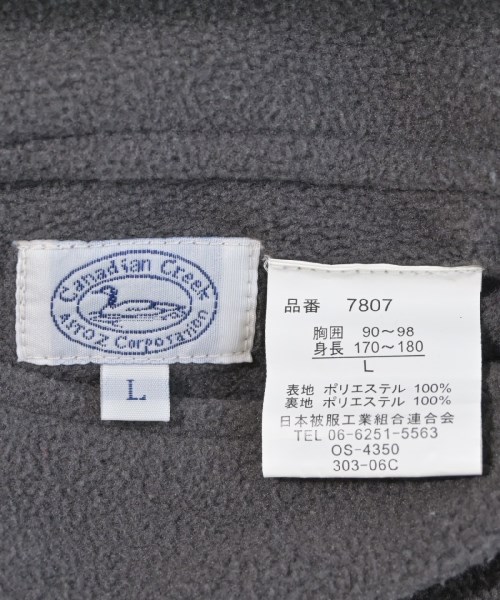 Canadian Creek
AITOZ Corporation
L
品番 7807
胸囲 90～98
身長 170～180
L
表地 ポリエステル 100%
裏地 ポリエステル 100%
日本被服工業組合連合会
TEL 06-6251-5563
OS-4350
303-06C